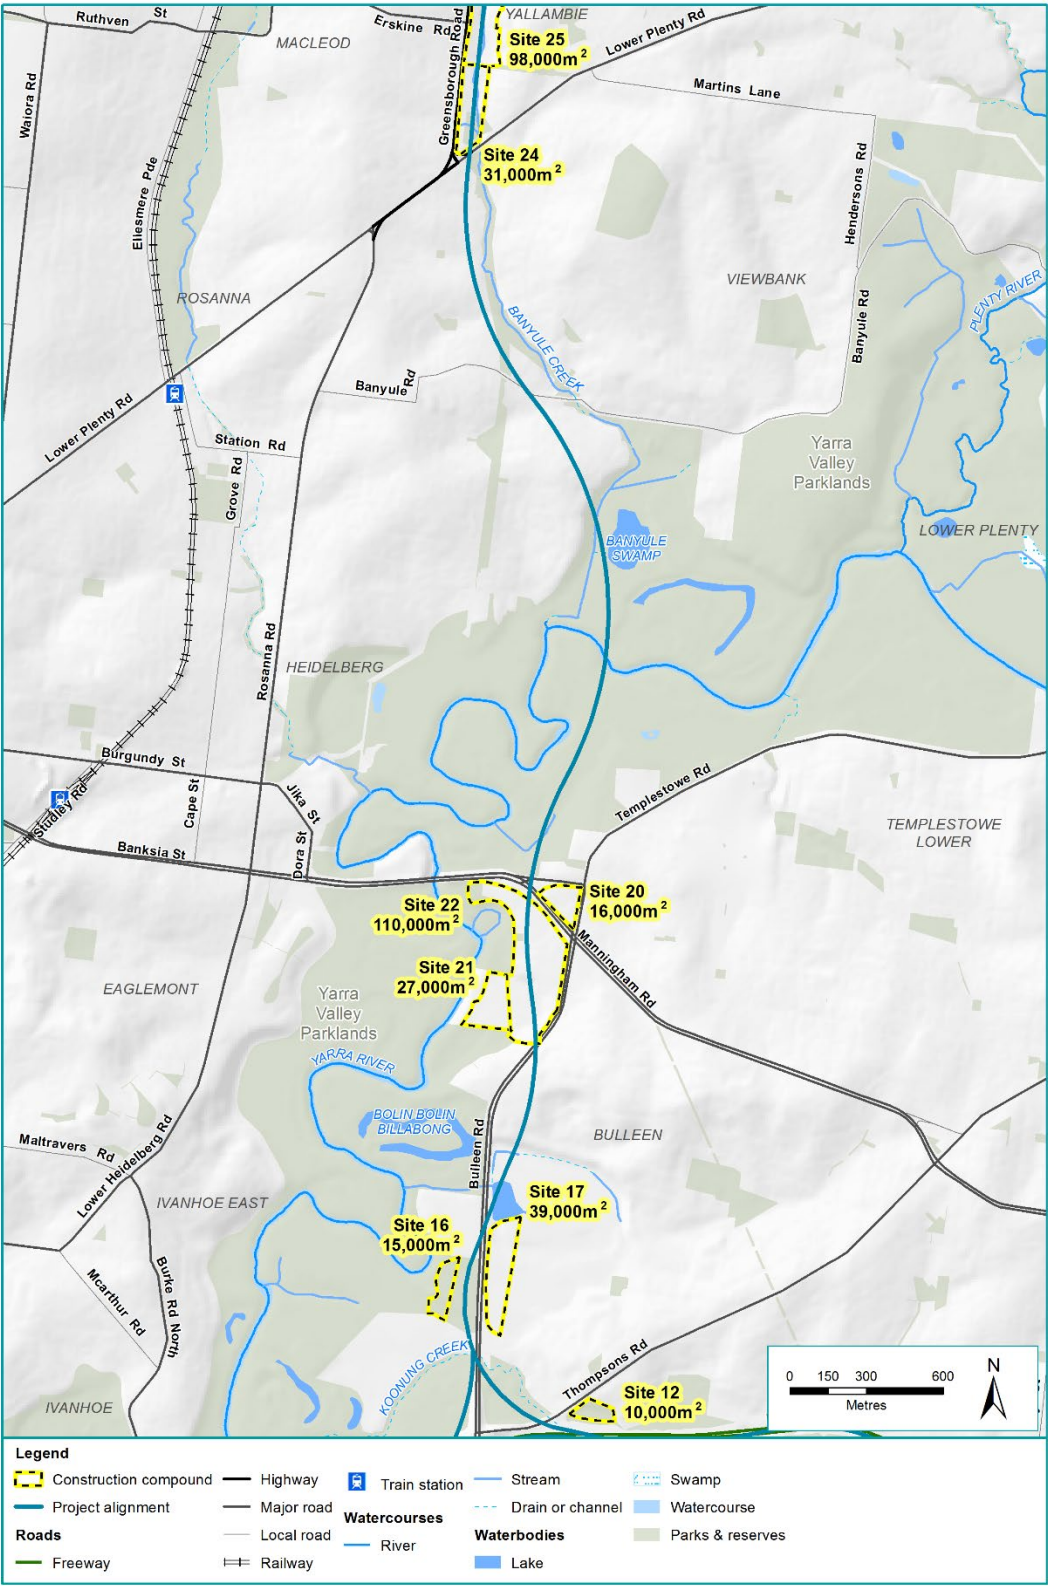 Ruthven St
MACLEOD
Erskine Rd
YALLAMBIE
Site 25
98,000m²
Lower Plenty Rd
Greensborough Road
Waiora Rd
Martins Lane
Site 24
31,000m²
Ellesmere Pde
Hendersons Rd
ROSANNA
VIEWBANK
PLENTY RIVER
BANYULE CREEK
Banyule Rd
Banyule Rd
Lower Plenty Rd
Station Rd
Grove Rd
Yarra
Valley
Parklands
LOWER PLENTY
BANYULE
SWAMP
Rosanna Rd
HEIDELBERG
Burgundy St
Studley Rd
Cape St
Jika St
Dora St
Banksia St
Templestowe Rd
TEMPLESTOWE
LOWER
Site 20
16,000m²
Site 22
110,000m²
Manningham Rd
Site 21
27,000m²
EAGLEMONT
Yarra
Valley
Parklands
YARRA RIVER
BOLIN BOLIN
BILLABONG
Bulleen Rd
BULLEEN
Maltravers Rd
Lower Heidelberg Rd
IVANHOE EAST
Site 17
39,000m²
Site 16
15,000m²
Mcarthur Rd
Burke Rd North
KOONUNG CREEK
Thompsons Rd
Site 12
10,000m²
IVANHOE
0 150 300 600
Metres
N
Legend
Construction compound
Project alignment
Roads
Freeway
Highway
Major road
Local road
Railway
Train station
Watercourses
River
Stream
Drain or channel
Waterbodies
Lake
Swamp
Watercourse
Parks & reserves